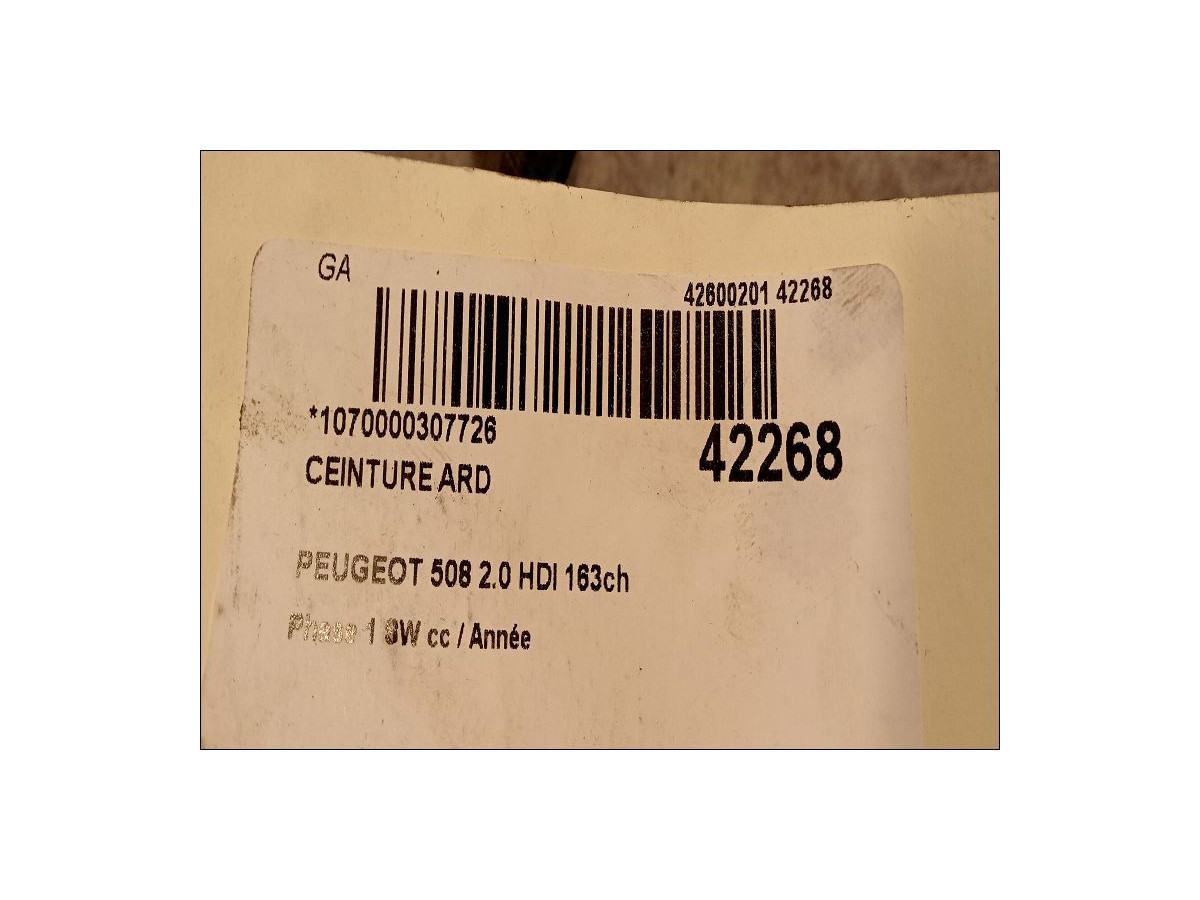 GA
42600201 42268
*1070000307726
42268
CEINTURE ARD
PEUGEOT 508 2.0 HDI 163ch
Phase 1 SW cc / Année